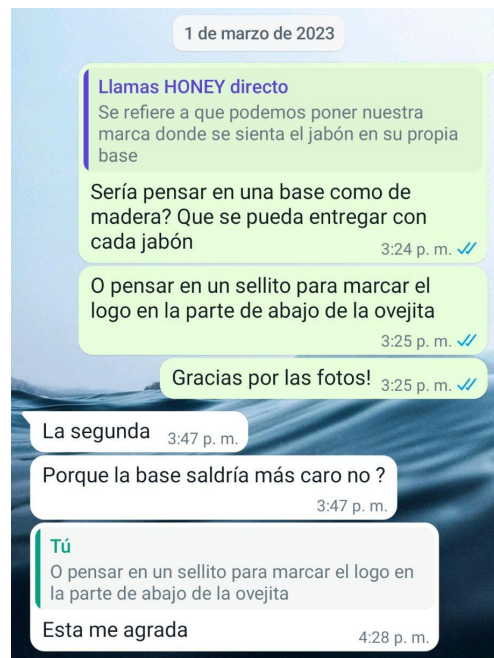 1 de marzo de 2023
Llamas HONEY directo
Se refiere a que podemos poner nuestra
marca donde se sienta el jabón en su propia
base
Sería pensar en una base como de
madera? Que se pueda entregar con
cada jabón
3:24 p. m.
O pensar en un sellito para marcar el
logo en la parte de abajo de la ovejita
3:25 p. m.
Gracias por las fotos! 3:25 p. m.
La segunda 3:47 p. m.
Porque la base saldría más caro no ?
3:47 p. m.
Tú
O pensar en un sellito para marcar el logo en
la parte de abajo de la ovejita
Esta me agrada 4:28 p. m.